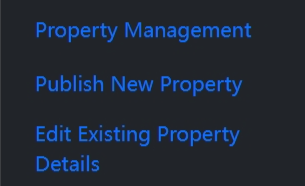 Property Management
Publish New Property
Edit Existing Property
Details